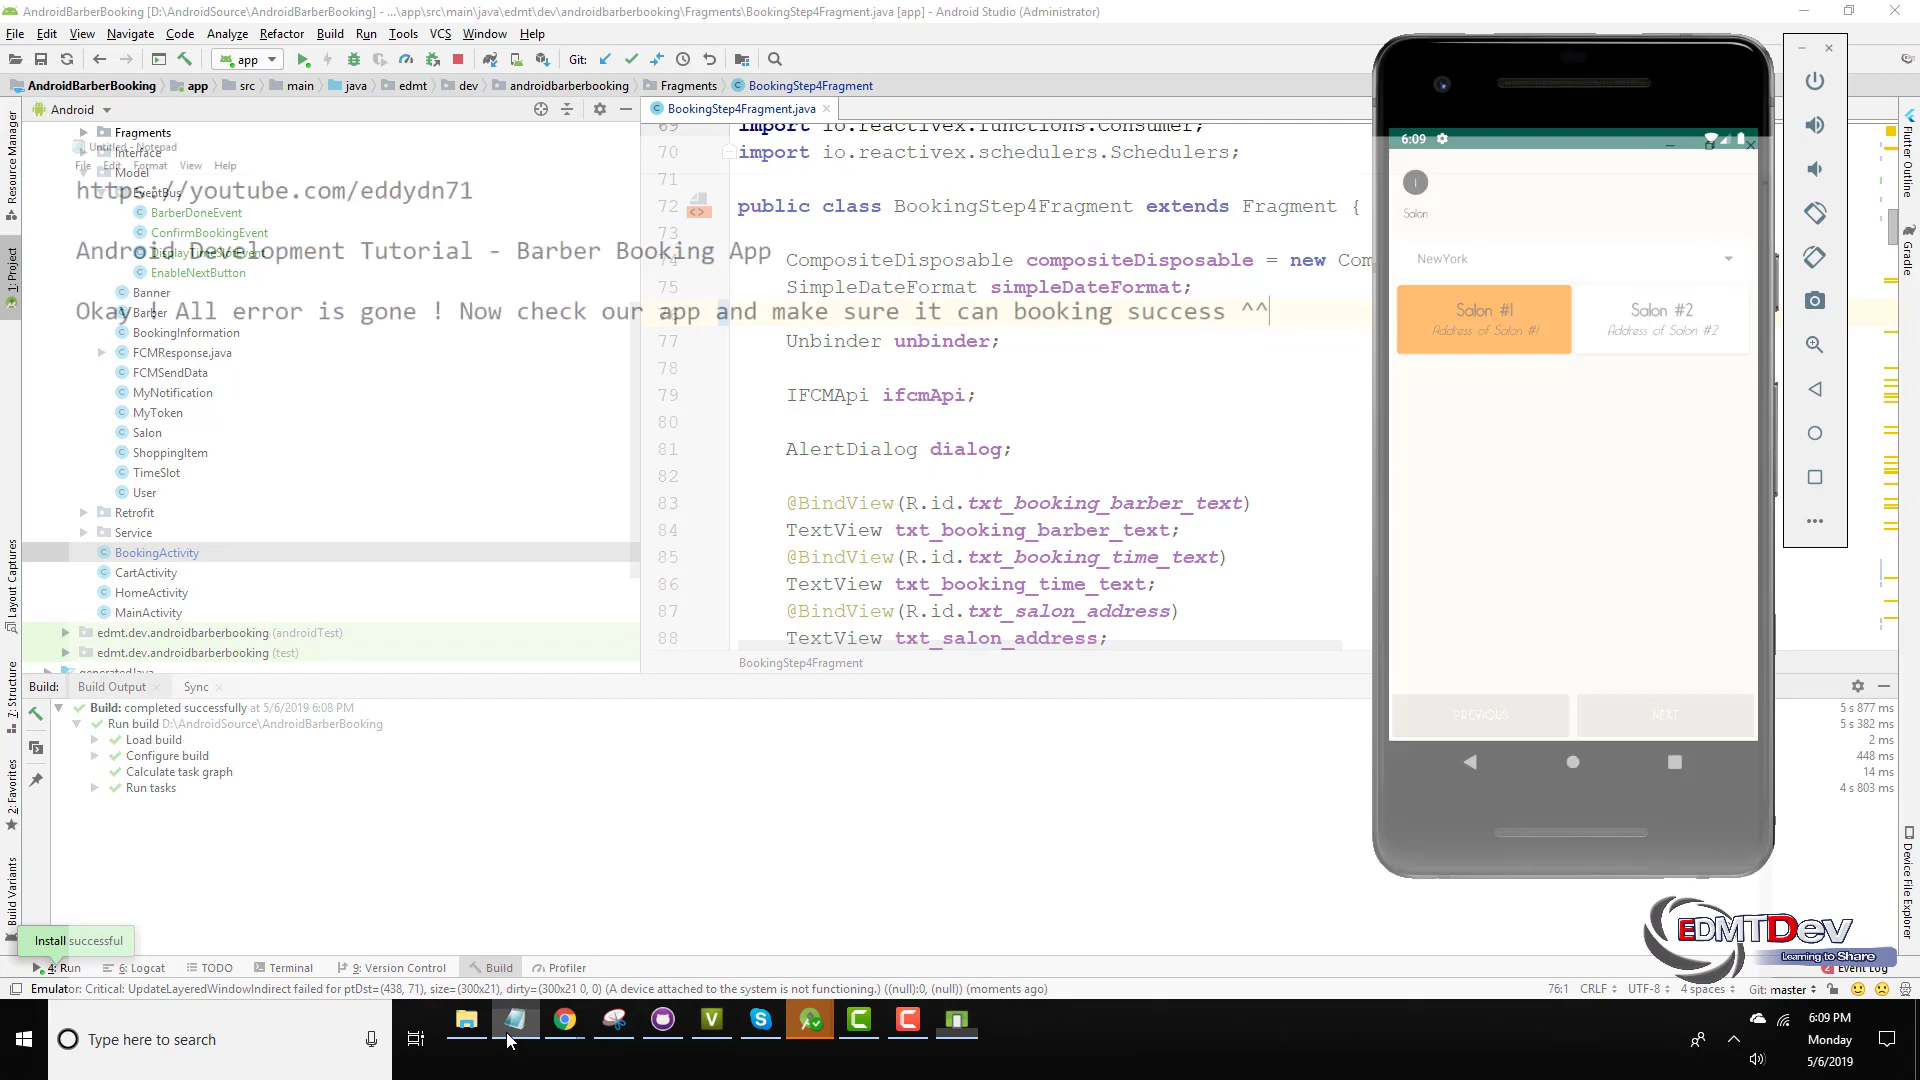 AndroidBarberBooking [D:\AndroidSource\AndroidBarberBooking] - ...\app\src\main\java\edmt\dev\androidbarberbooking\Fragments\BookingStep4Fragment.java [app] - Android Studio (Administrator)
File Edit View Navigate Code Analyze Refactor Build Run Tools VCS Window Help
app Git:
AndroidBarberBooking app src main java edmt dev androidbarberbooking Fragments BookingStep4Fragment
Android
BookingStep4Fragment.java
Resource Manager
1: Project
Layout Captures
7: Structure
2: Favorites
Build Variants
Fragments
Interface
Model
EventBus
BarberDoneEvent
ConfirmBookingEvent
DisplayTimeSlotEvent
EnableNextButton
Banner
Barber
BookingInformation
FCMResponse.java
FCMSendData
MyNotification
MyToken
Salon
ShoppingItem
TimeSlot
User
Retrofit
Service
BookingActivity
CartActivity
HomeActivity
MainActivity
edmt.dev.androidbarberbooking (androidTest)
edmt.dev.androidbarberbooking (test)
generatedJava
Untitled - Notepad
File Edit Format View Help
https://youtube.com/eddydn71
Android Development Tutorial - Barber Booking App
Okay ! All error is gone ! Now check our app and make sure it can booking success ^^
69 import io.reactivex.functions.Consumer;
70 import io.reactivex.schedulers.Schedulers;
71
72 public class BookingStep4Fragment extends Fragment {
73
74 CompositeDisposable compositeDisposable = new Com
75 SimpleDateFormat simpleDateFormat;
77 Unbinder unbinder;
79 IFCMApi ifcmApi;
80
81 AlertDialog dialog;
82
83 @BindView(R.id.txt_booking_barber_text)
84 TextView txt_booking_barber_text;
85 @BindView(R.id.txt_booking_time_text)
86 TextView txt_booking_time_text;
87 @BindView(R.id.txt_salon_address)
88 TextView txt_salon_address;
BookingStep4Fragment
6:09
1
Salon
NewYork
Salon #1
Address of Salon #1
Salon #2
Address of Salon #2
PREVIOUS
NEXT
Flutter Outline
Gradle
Device File Explorer
Build: Build Output Sync
Build: completed successfully at 5/6/2019 6:08 PM
Run build D:\AndroidSource\AndroidBarberBooking
Load build
Configure build
Calculate task graph
Run tasks
5 s 877 ms
5 s 382 ms
2 ms
448 ms
14 ms
4 s 803 ms
Install successful
EDMTDev
Learning to Share
4: Run 6: Logcat TODO Terminal 9: Version Control Build Profiler 2 Event Log
Emulator: Critical: UpdateLayeredWindowIndirect failed for ptDst=(438, 71), size=(300x21), dirty=(300x21 0, 0) (A device attached to the system is not functioning.) ((null):0, (null)) (moments ago)
76:1 CRLF UTF-8 4 spaces Git: master
Type here to search
6:09 PM
Monday
5/6/2019